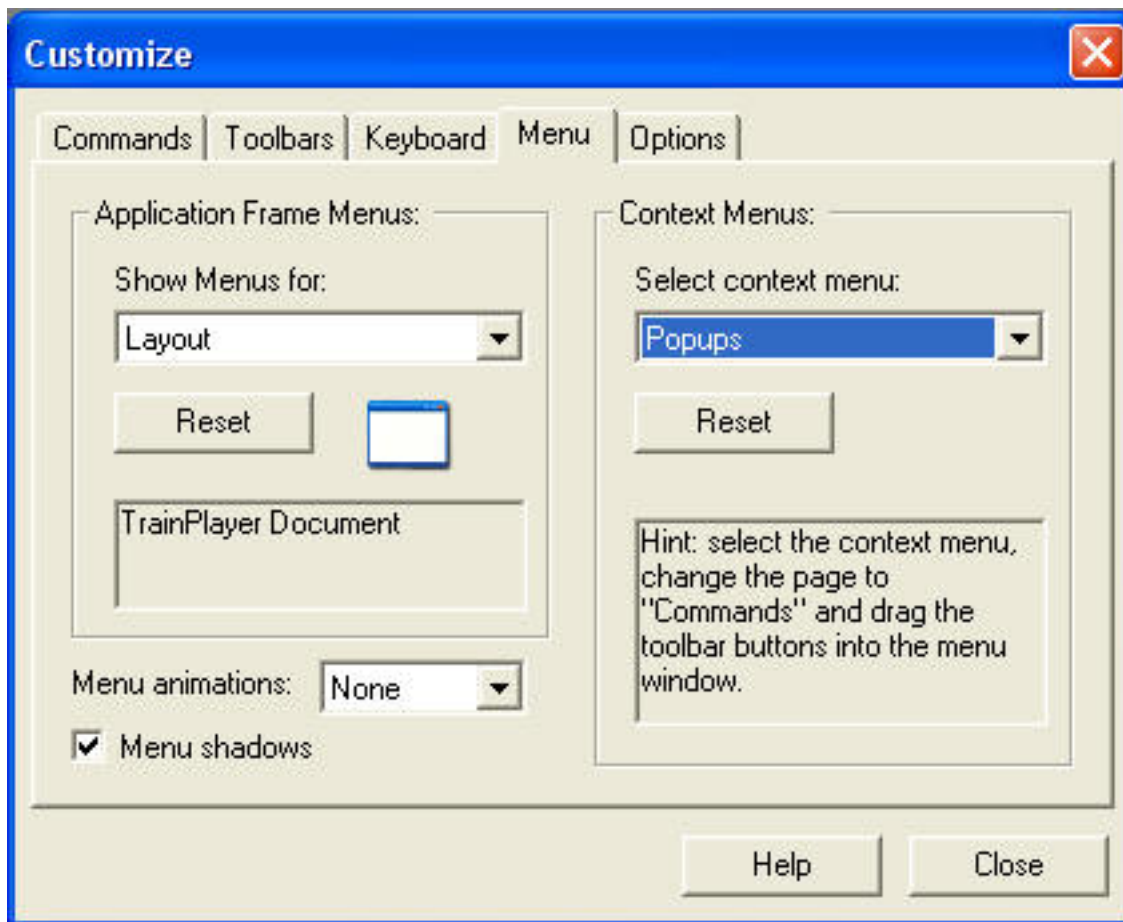 Customize
Commands Toolbars Keyboard Menu Options
Application Frame Menus:
Show Menus for:
Layout
Reset
TrainPlayer Document
Menu animations: None
Menu shadows
Context Menus:
Select context menu:
Popups
Reset
Hint: select the context menu,
change the page to
"Commands" and drag the
toolbar buttons into the menu
window.
Help Close